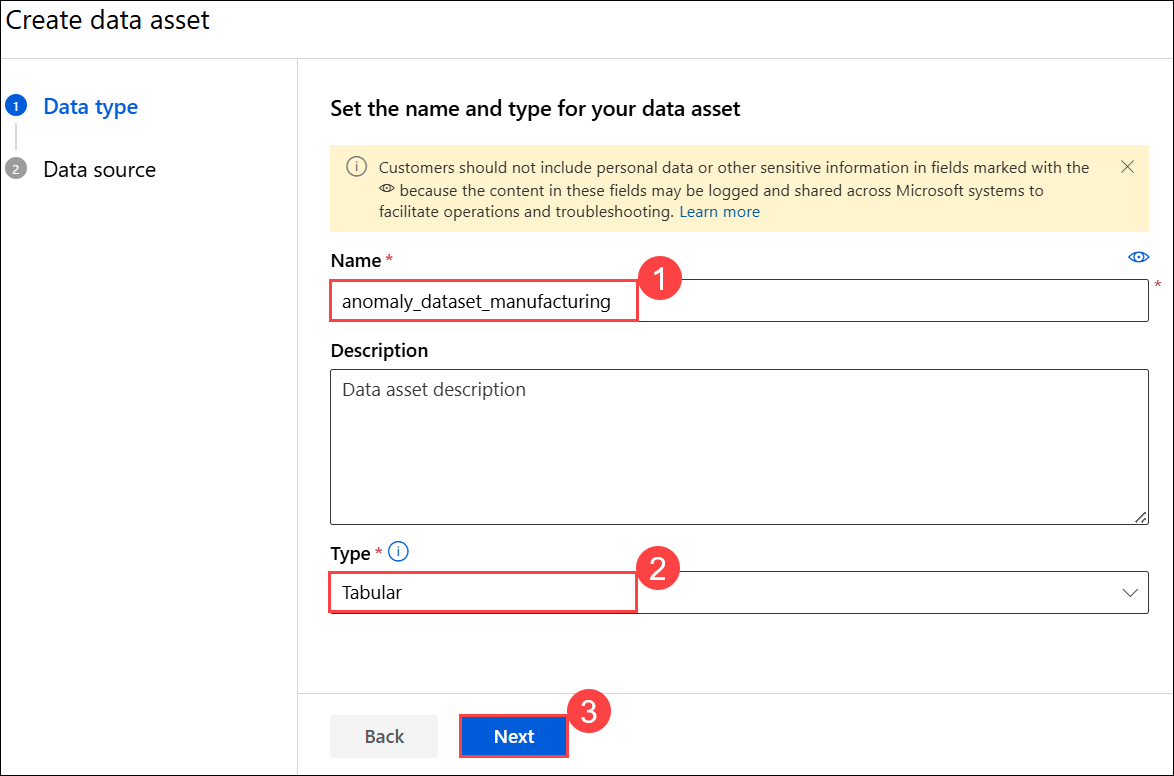 Create data asset
1 Data type
2 Data source
Set the name and type for your data asset
Customers should not include personal data or other sensitive information in fields marked with the
because the content in these fields may be logged and shared across Microsoft systems to
facilitate operations and troubleshooting. Learn more
Name *
anomaly_dataset_manufacturing
1
*
Description
Data asset description
Type *
Tabular
2
Back
Next
3